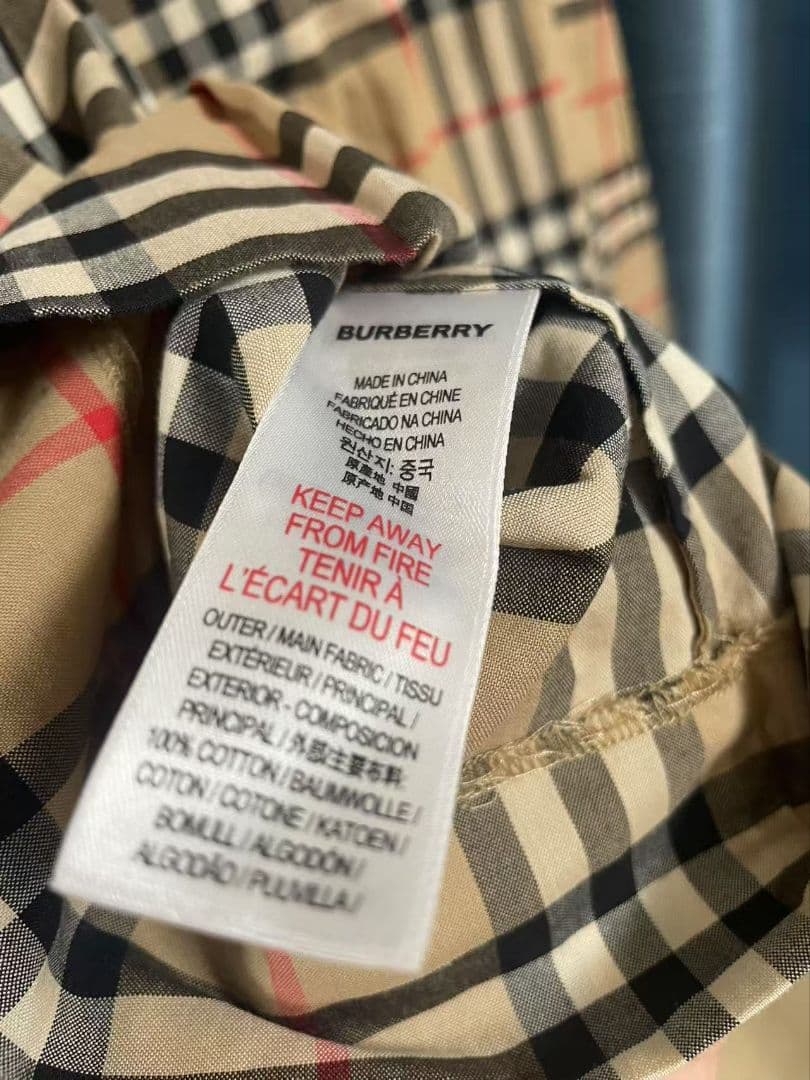 BURBERRY
MADE IN CHINA
FABRIQUÉ EN CHINE
FABRICADO NA CHINA
HECHO EN CHINA
원산지: 중국
原產地 中國
原产地 中国
KEEP AWAY
FROM FIRE
TENIR À
L'ÉCART DU FEU
OUTER / MAIN FABRIC / TISSU
EXTÉRIEUR / PRINCIPAL /
EXTERIOR - COMPOSICION
PRINCIPAL / 外部主要布料
100% COTTON / BAUMWOLLE /
COTON / COTONE / KATOEN /
BOMULL / ALGODÓN /
ALGODÃO / PUUVILLA /